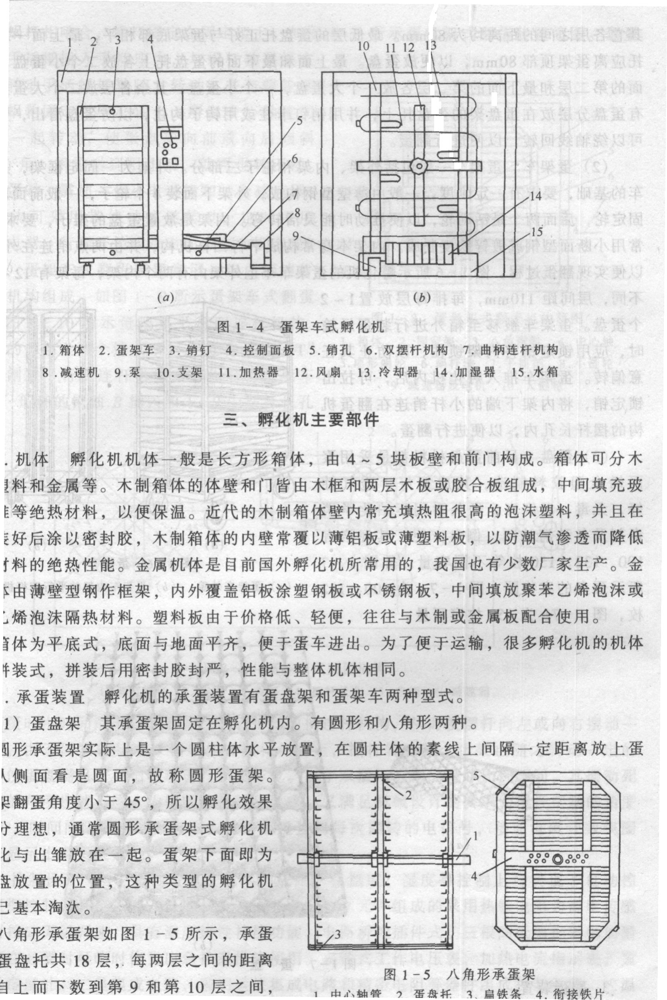 1 2 3 4 5 6 7 8
10 11 12 13 14 15 9
(a) (b)
图 1-4 蛋架车式孵化机
1. 箱体 2. 蛋架车 3. 销钉 4. 控制面板 5. 销孔 6. 双摆杆机构 7. 曲柄连杆机构
8 .减速机 9.泵 10.支架 11.加热器 12.风扇 13.冷却器 14.加湿器 15.水箱
三、孵化机主要部件
. 机体 孵化机机体一般是长方形箱体，由 4～5 块板壁和前门构成。箱体可分木
料和金属等。木制箱体的体壁和门皆由木框和两层木板或胶合板组成，中间填充玻
等绝热材料，以便保温。近代的木制箱体壁内常充填热阻很高的泡沫塑料，并且在
好后涂以密封胶，木制箱体的内壁常覆以薄铝板或薄塑料板，以防潮气渗透而降低
材料的绝热性能。金属机体是目前国外孵化机所常用的，我国也有少数厂家生产。金
体由薄壁型钢作框架，内外覆盖铝板涂塑钢板或不锈钢板，中间填放聚苯乙烯泡沫或
乙烯泡沫隔热材料。塑料板由于价格低、轻便，往往与木制或金属板配合使用。
箱体为平底式，底面与地面平齐，便于蛋车进出。为了便于运输，很多孵化机的机体
拼装式，拼装后用密封胶封严，性能与整体机体相同。
. 承蛋装置 孵化机的承蛋装置有蛋盘架和蛋架车两种型式。
1）蛋盘架 其承蛋架固定在孵化机内。有圆形和八角形两种。
圆形承蛋架实际上是一个圆柱体水平放置，在圆柱体的素线上间隔一定距离放上蛋
从侧面看是圆面，故称圆形蛋架。
架翻蛋角度小于 45°，所以孵化效果
分理想，通常圆形承蛋架式孵化机
化与出雏放在一起。蛋架下面即为
盘放置的位置，这种类型的孵化机
已基本淘汰。
八角形承蛋架如图 1-5 所示，承蛋
蛋盘托共 18 层，每两层之间的距离
自上而下数到第 9 和第 10 层之间，
2 1 3 5 4
图 1-5 八角形承蛋架
1. 中心轴管 2. 蛋盘托 3. 扁铁条 4. 衔接铁片